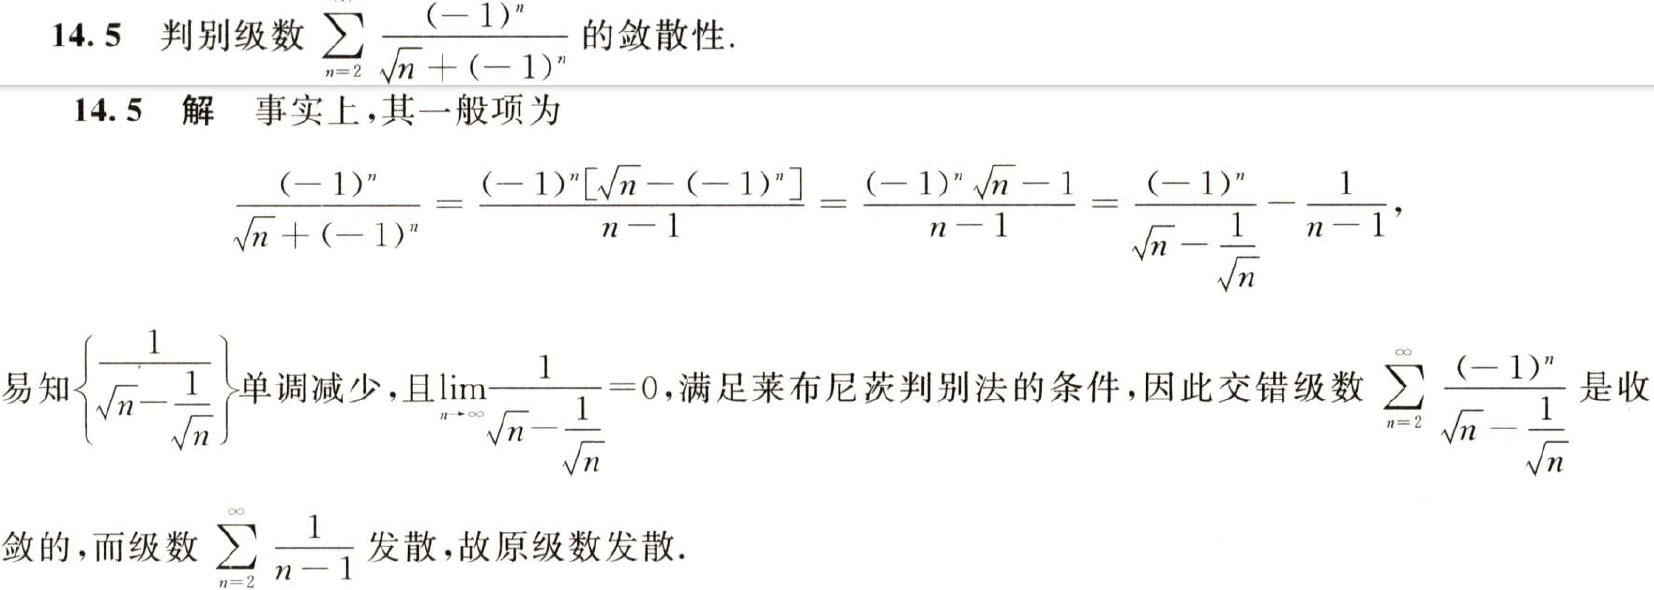 14.5 判别级数 $\sum_{n=2}^{\infty} \frac{(-1)^n}{\sqrt{n}+(-1)^n}$ 的敛散性.
14.5 解 事实上,其一般项为
$\frac{(-1)^n}{\sqrt{n}+(-1)^n} = \frac{(-1)^n[\sqrt{n}-(-1)^n]}{n-1} = \frac{(-1)^n\sqrt{n}-1}{n-1} = \frac{(-1)^n}{\sqrt{n}-\frac{1}{\sqrt{n}}} - \frac{1}{n-1},$
易知$\left\{\frac{1}{\sqrt{n}-\frac{1}{\sqrt{n}}}\right\}$单调减少,且$\lim_{n\to\infty}\frac{1}{\sqrt{n}-\frac{1}{\sqrt{n}}}=0$,满足莱布尼茨判别法的条件,因此交错级数 $\sum_{n=2}^{\infty} \frac{(-1)^n}{\sqrt{n}-\frac{1}{\sqrt{n}}}$ 是收
敛的,而级数 $\sum_{n=2}^{\infty} \frac{1}{n-1}$ 发散,故原级数发散.